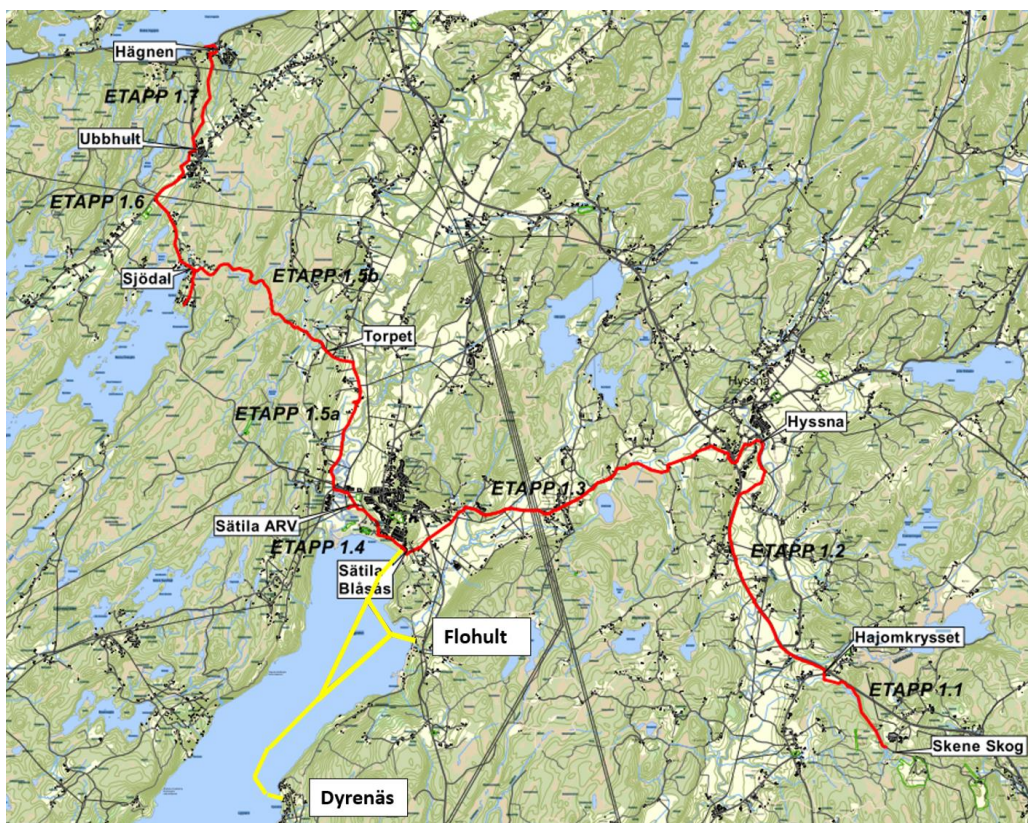 Hägnen
ETAPP 1.7
Ubbhult
ETAPP 1.6
Sjödal
ETAPP 1.5b
Torpet
Hyssna
ETAPP 1.5a
Hyssna
ETAPP 1.3
Sätila ARV
ETAPP 1.4
ETAPP 1.2
Sätila
Blåsås
Flohult
Hajomkrysset
ETAPP 1.1
Skene Skog
Dyrenäs